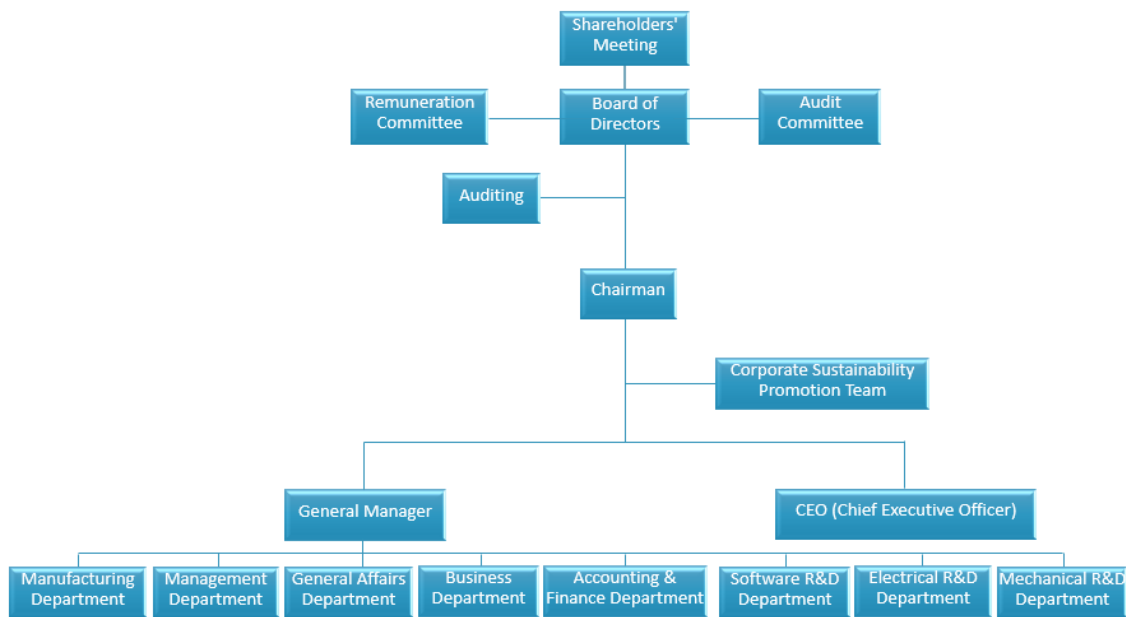 Shareholders'
Meeting
Remuneration
Committee
Board of
Directors
Audit
Committee
Auditing
Chairman
Corporate Sustainability
Promotion Team
General Manager
CEO (Chief Executive Officer)
Manufacturing
Department
Management
Department
General Affairs
Department
Business
Department
Accounting &
Finance Department
Software R&D
Department
Electrical R&D
Department
Mechanical R&D
Department